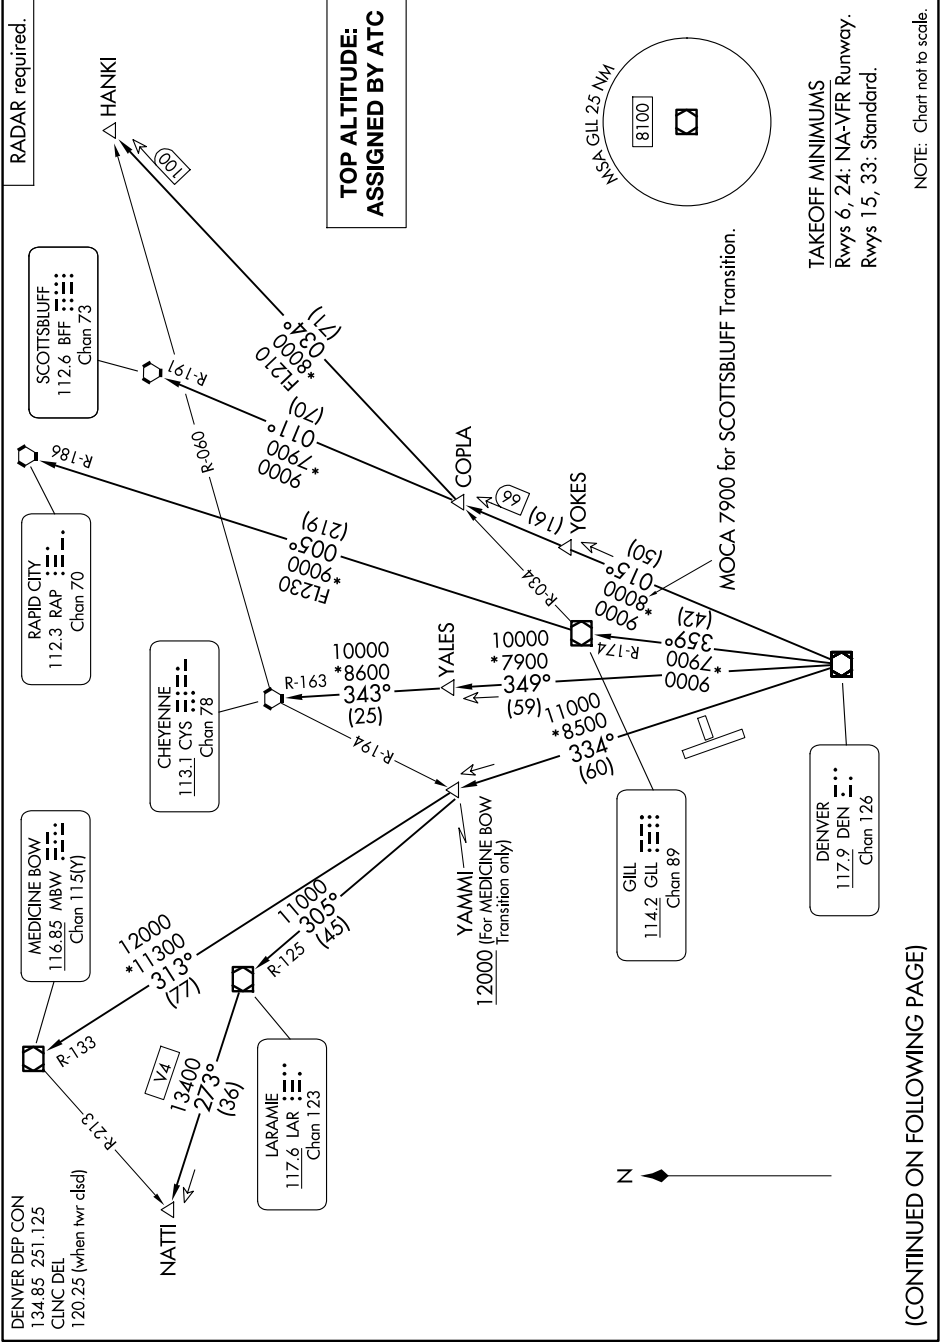 DENVER DEP CON
134.85 251.125
CLNC DEL
120.25 (when twr clsd)
RADAR required.
TOP ALTITUDE:
ASSIGNED BY ATC
MEDICINE BOW
116.85 MBW
Chan 115(Y)
CHEYENNE
113.1 CYS
Chan 78
RAPID CITY
112.3 RAP
Chan 70
SCOTTSBLUFF
112.6 BFF
Chan 73
HANKI
100
R-191
R-060
R-186
R-163
R-194
R-133
R-213
R-125
R-034
R-174
FL210
*8000
034°
(71)
9000
*7900
011°
(70)
FL230
*9000
005°
(219)
10000
*8600
343°
(25)
YALES
10000
*7900
349°
(59)
11000
*8500
334°
(60)
9000
*7900
359°
(42)
9000
*8000
015°
(50)
COPLA
66
(16)
YOKES
MOCA 7900 for SCOTTSBLUFF Transition.
12000
*11300
313°
(77)
11000
305°
(45)
V4
13400
273°
(36)
NATTI
YAMMI
12000 (For MEDICINE BOW
Transition only)
LARAMIE
117.6 LAR
Chan 123
GILL
114.2 GLL
Chan 89
DENVER
117.9 DEN
Chan 126
MSA GLL 25 NM
8100
TAKEOFF MINIMUMS
Rwys 6, 24: NA-VFR Runway.
Rwys 15, 33: Standard.
N
NOTE: Chart not to scale.
(CONTINUED ON FOLLOWING PAGE)